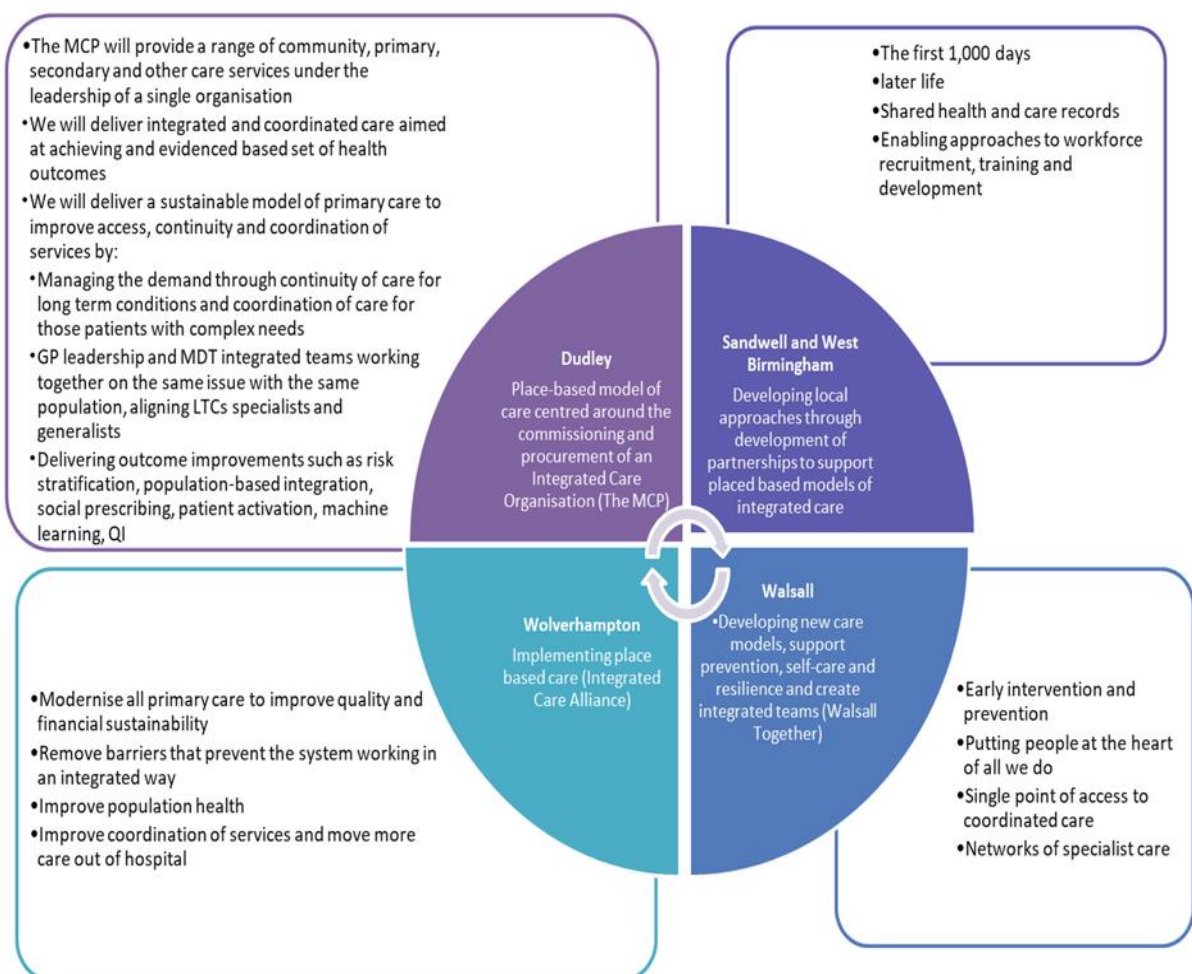 •The MCP will provide a range of community, primary,
secondary and other care services under the
leadership of a single organisation
•We will deliver integrated and coordinated care aimed
at achieving and evidenced based set of health
outcomes
•We will deliver a sustainable model of primary care to
improve access, continuity and coordination of
services by:
•Managing the demand through continuity of care for
long term conditions and coordination of care for
those patients with complex needs
•GP leadership and MDT integrated teams working
together on the same issue with the same
population, aligning LTCs specialists and
generalists
•Delivering outcome improvements such as risk
stratification, population-based integration,
social prescribing, patient activation, machine
learning, QI
•The first 1,000 days
•later life
•Shared health and care records
•Enabling approaches to workforce
recruitment, training and
development
Dudley
Place-based model of
care centred around the
commissioning and
procurement of an
Integrated Care
Organisation (The MCP)
Sandwell and West
Birmingham
Developing local
approaches through
development of
partnerships to support
placed based models of
integrated care
Wolverhampton
Implementing place
based care (Integrated
Care Alliance)
Walsall
•Developing new care
models, support
prevention, self-care and
resilience and create
integrated teams (Walsall
Together)
•Modernise all primary care to improve quality and
financial sustainability
•Remove barriers that prevent the system working in
an integrated way
•Improve population health
•Improve coordination of services and move more
care out of hospital
•Early intervention and
prevention
•Putting people at the heart
of all we do
•Single point of access to
coordinated care
•Networks of specialist care